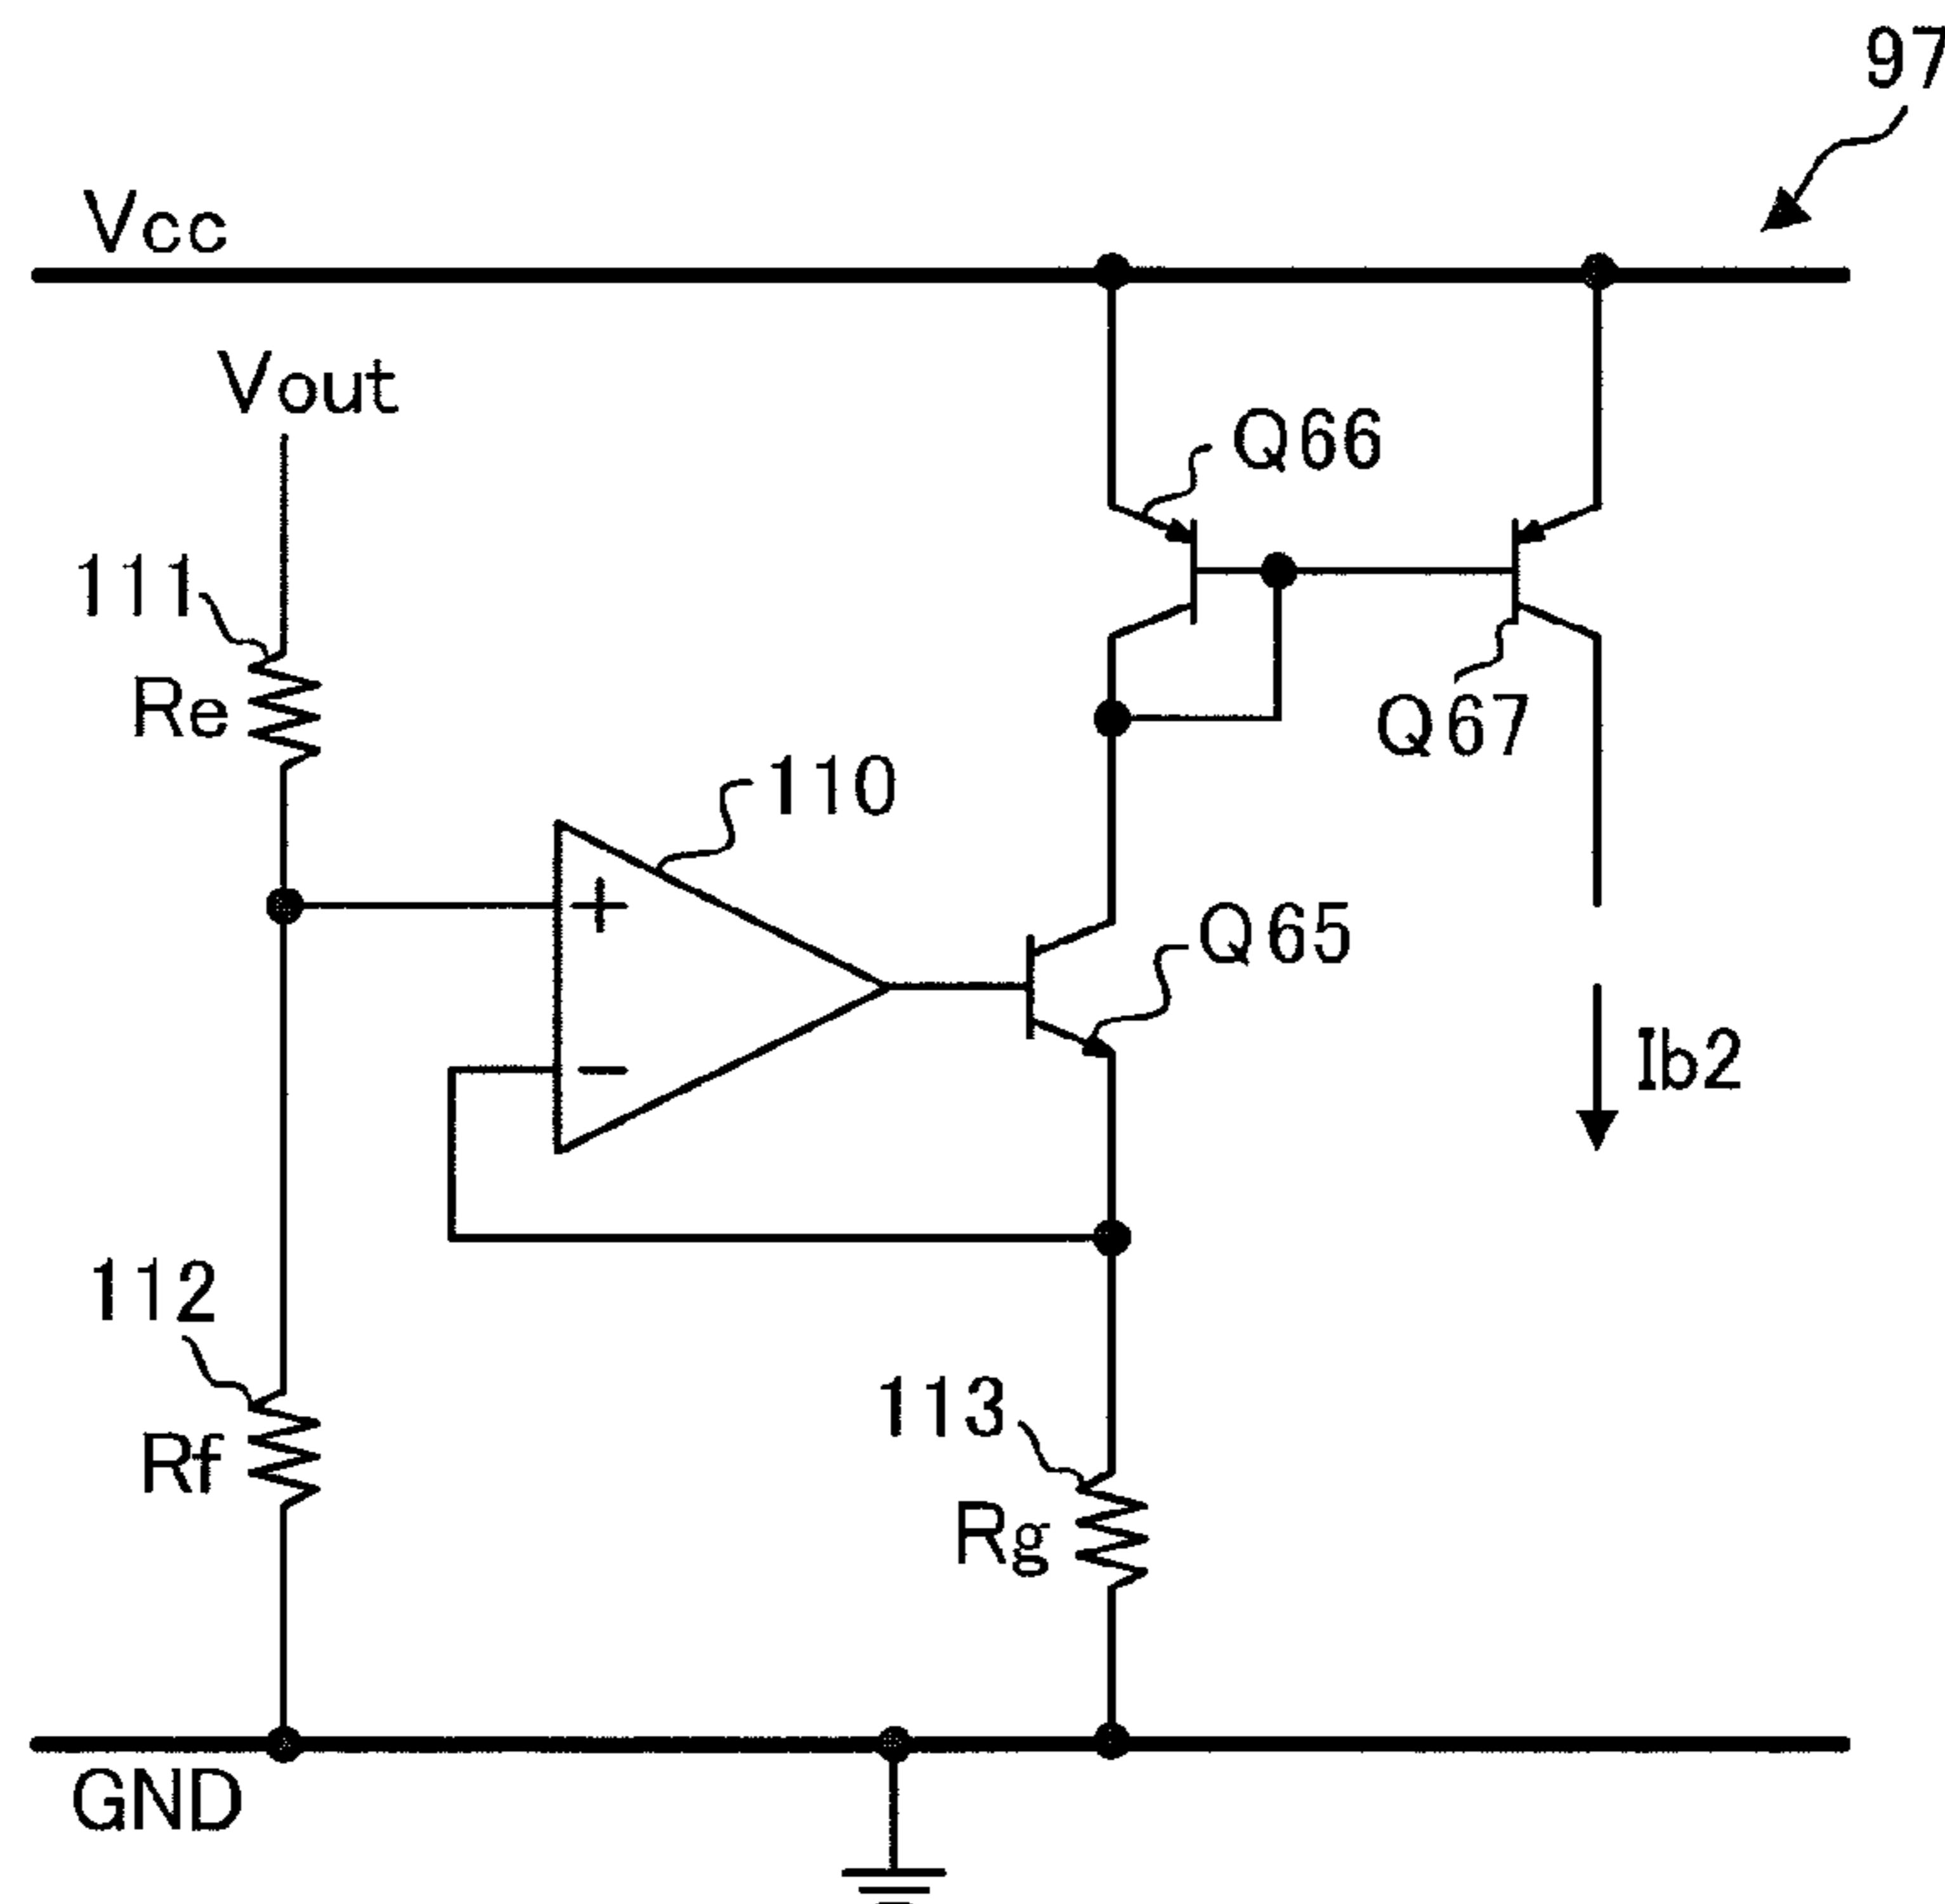 97
Vcc
Vout
Q66
111
Re
Q67
110
+
Q65
−
Ib2
112
Rf
113
Rg
GND